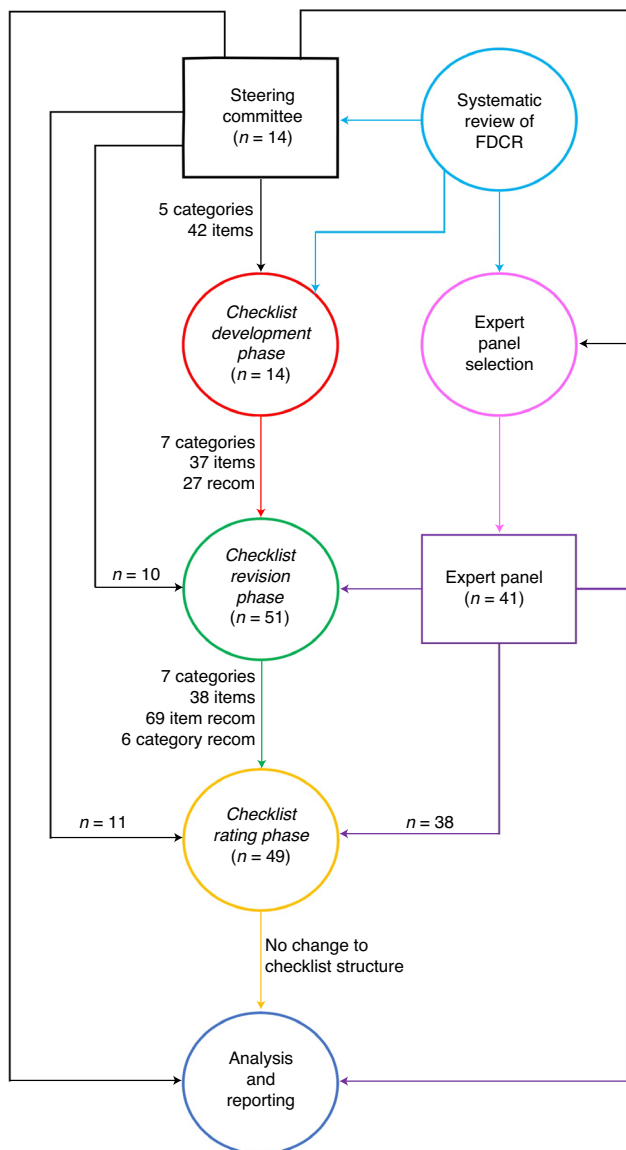 Steering
committee
(n = 14)
Systematic
review of
FDCR
5 categories
42 items
Checklist
development
phase
(n = 14)
Expert
panel
selection
7 categories
37 items
27 recom
n = 10
Checklist
revision
phase
(n = 51)
Expert panel
(n = 41)
7 categories
38 items
69 item recom
6 category recom
n = 11
Checklist
rating phase
(n = 49)
n = 38
No change to
checklist structure
Analysis
and
reporting